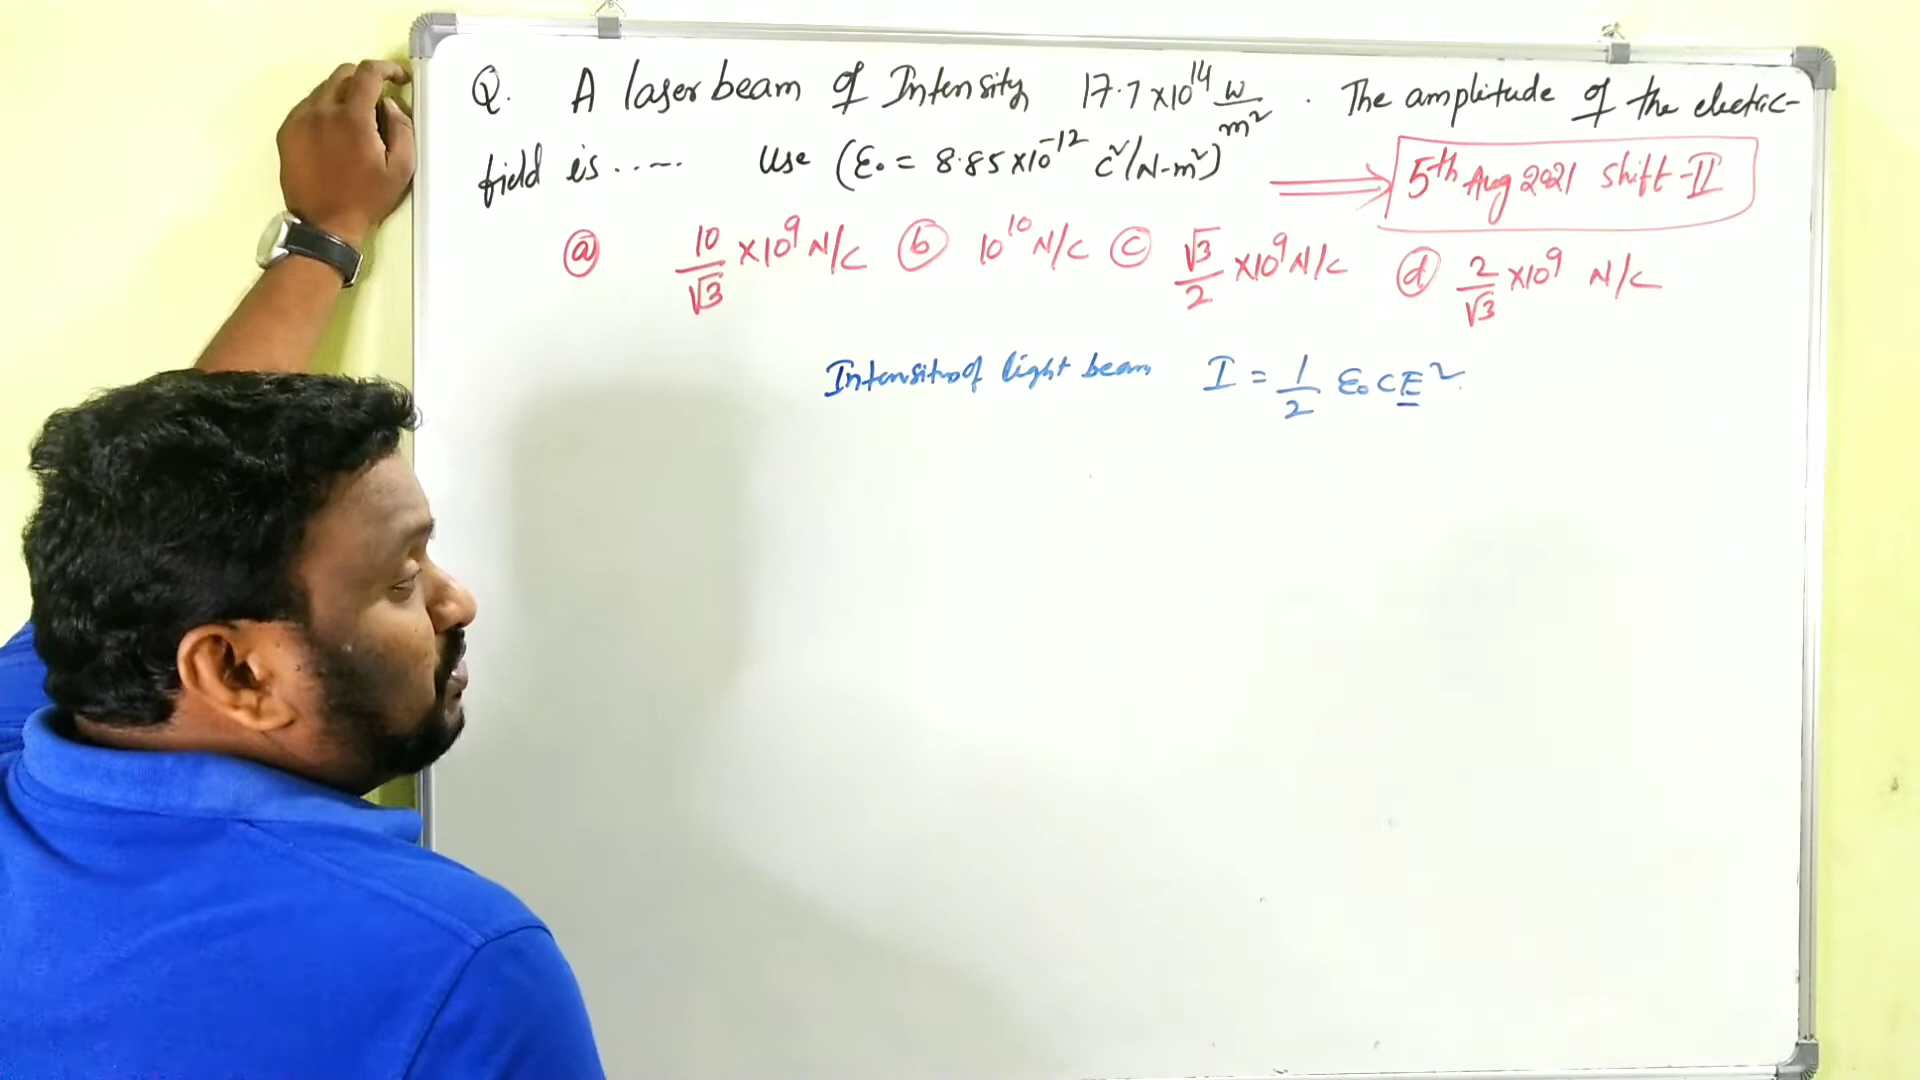 Q. A laser beam of Intensity 17.7×10¹⁴ w/m² . The amplitude of the electric-
field is ..... Use (ε₀ = 8.85×10⁻¹² c²/N-m²) ⟹ 5th Aug 2021 Shift-II
ⓐ 10/√3 ×10⁹ N/C ⓑ 10¹⁰ N/C ⓒ √3/2 ×10⁹ N/C ⓓ 2/√3 ×10⁹ N/C
Intensity of light beam I = 1/2 ε₀ C E²